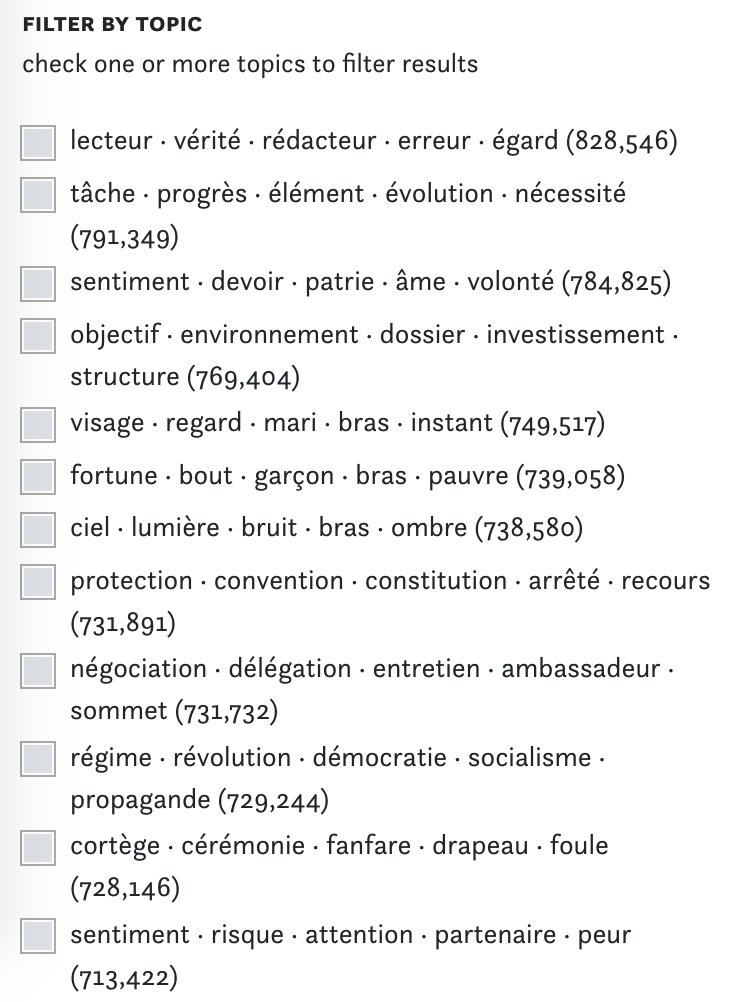 FILTER BY TOPIC
check one or more topics to filter results
lecteur · vérité · rédacteur · erreur · égard (828,546)
tâche · progrès · élément · évolution · nécessité
(791,349)
sentiment · devoir · patrie · âme · volonté (784,825)
objectif · environnement · dossier · investissement ·
structure (769,404)
visage · regard · mari · bras · instant (749,517)
fortune · bout · garçon · bras · pauvre (739,058)
ciel · lumière · bruit · bras · ombre (738,580)
protection · convention · constitution · arrêté · recours
(731,891)
négociation · délégation · entretien · ambassadeur ·
sommet (731,732)
régime · révolution · démocratie · socialisme ·
propagande (729,244)
cortège · cérémonie · fanfare · drapeau · foule
(728,146)
sentiment · risque · attention · partenaire · peur
(713,422)